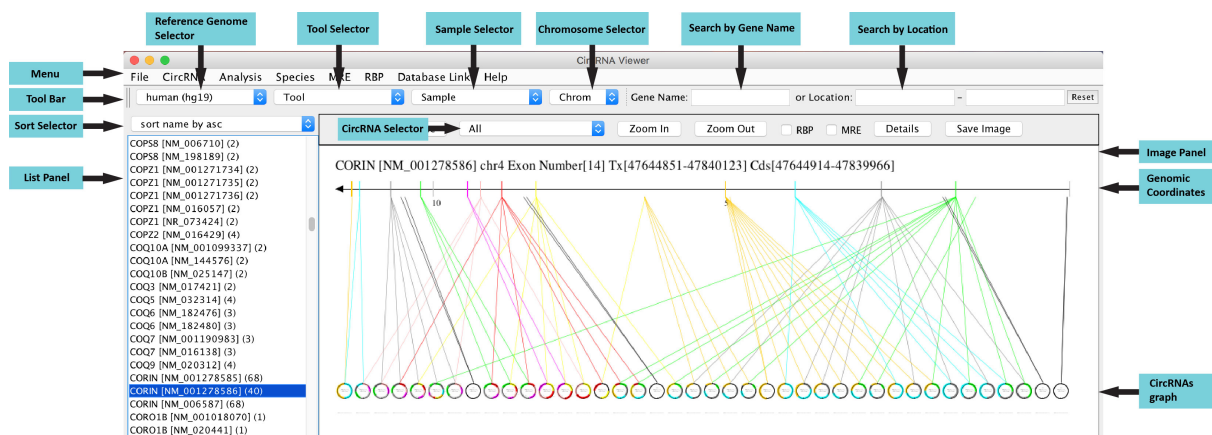 Reference Genome
Selector
Tool Selector
Sample Selector
Chromosome Selector
Search by Gene Name
Search by Location
CircRNA Viewer
Menu
File CircRNA Analysis Species MRE RBP Database Link Help
Tool Bar
human (hg19) Tool Sample Chrom Gene Name: or Location: – Reset
Sort Selector
sort name by asc
CircRNA Selector
All Zoom In Zoom Out RBP MRE Details Save Image
List Panel
COPS8 [NM_006710] (2)
COPS8 [NM_198189] (2)
COPZ1 [NM_001271734] (2)
COPZ1 [NM_001271735] (2)
COPZ1 [NM_001271736] (2)
COPZ1 [NM_016057] (2)
COPZ1 [NR_073424] (2)
COPZ2 [NM_016429] (4)
COQ10A [NM_001099337] (2)
COQ10A [NM_144576] (2)
COQ10B [NM_025147] (2)
COQ3 [NM_017421] (2)
COQ5 [NM_032314] (4)
COQ6 [NM_182476] (3)
COQ6 [NM_182480] (3)
COQ7 [NM_001190983] (3)
COQ7 [NM_016138] (3)
COQ9 [NM_020312] (4)
CORIN [NM_001278585] (68)
CORIN [NM_001278586] (40)
CORIN [NM_006587] (68)
CORO1B [NM_001018070] (1)
CORO1B [NM_020441] (1)
CORIN [NM_001278586] chr4 Exon Number[14] Tx[47644851-47840123] Cds[47644914-47839966]
10
5
Image Panel
Genomic
Coordinates
CircRNAs
graph